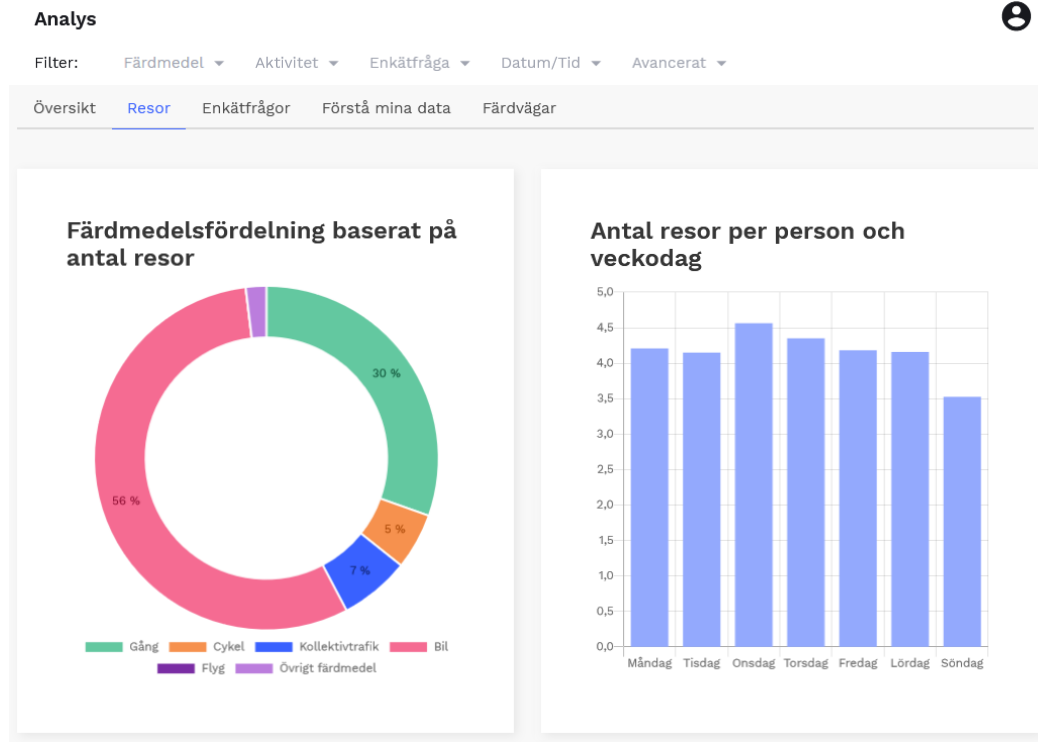 Analys
Filter: Färdmedel Aktivitet Enkätfråga Datum/Tid Avancerat
Översikt Resor Enkätfrågor Förstå mina data Färdvägar
Färdmedelsfördelning baserat på
antal resor
30 %
56 %
5 %
7 %
Gång Cykel Kollektivtrafik Bil
Flyg Övrigt färdmedel
Antal resor per person och
veckodag
5,0
4,5
4,0
3,5
3,0
2,5
2,0
1,5
1,0
0,5
0,0
Måndag Tisdag Onsdag Torsdag Fredag Lördag Söndag